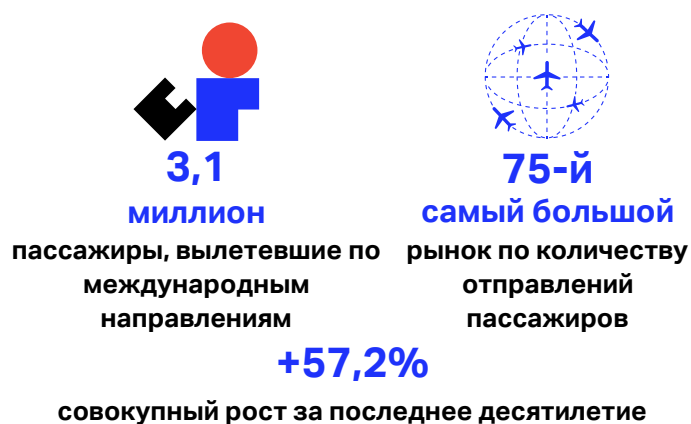 3,1
миллион
пассажиры, вылетевшие по
международным
направлениям
75-й
самый большой
рынок по количеству
отправлений
пассажиров
+57,2%
совокупный рост за последнее десятилетие